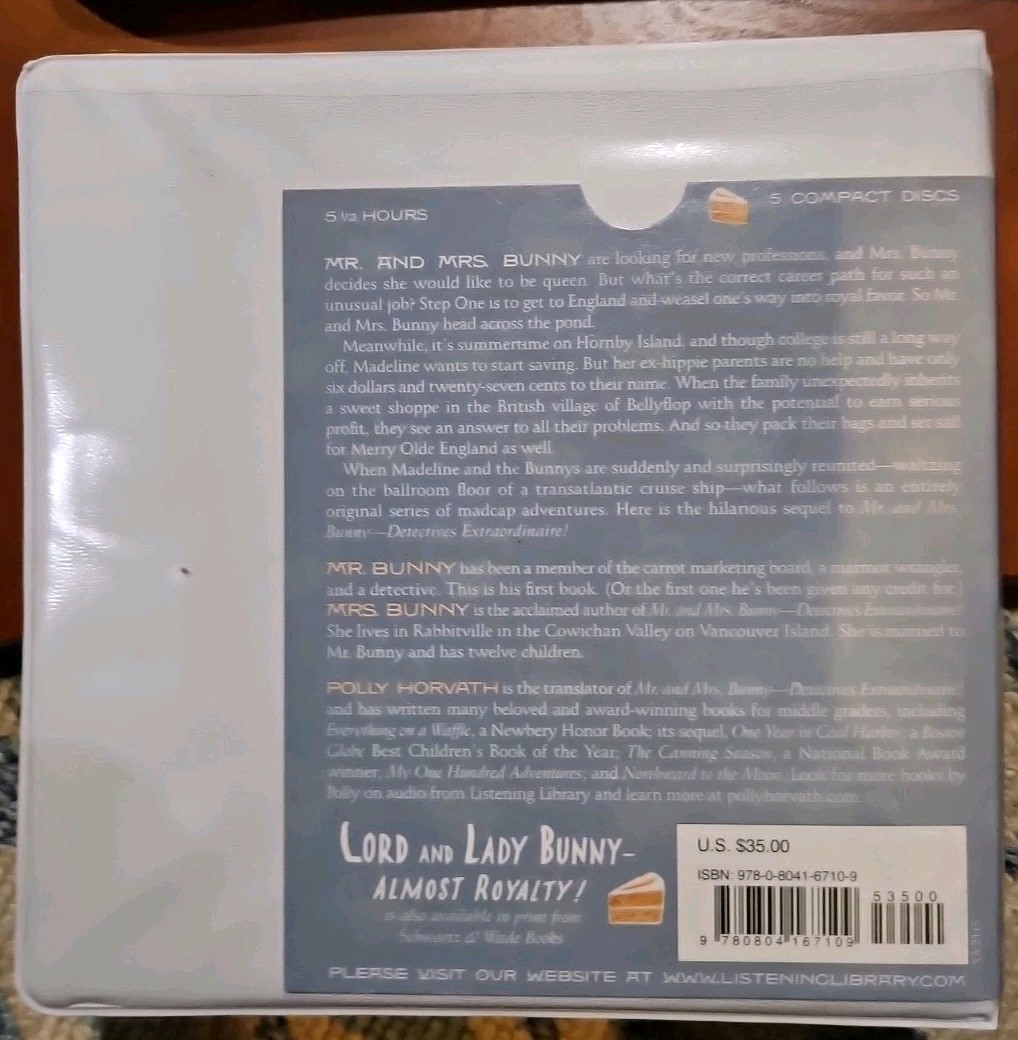 5 1/2 HOURS
5 COMPACT DISCS
MR. AND MRS. BUNNY are looking for new professions, and Mrs. Bunny
decides she would like to be queen. But what's the correct career path for such an
unusual job? Step One is to get to England and weasel one's way into royal favor. So Mr.
and Mrs. Bunny head across the pond.
Meanwhile, it's summertime on Hornby Island, and though college is still a long way
off, Madeline wants to start saving. But her ex-hippie parents are no help and have only
six dollars and twenty-seven cents to their name. When the family unexpectedly inherits
a sweet shoppe in the British village of Bellyflop with the potential to earn serious
profit, they see an answer to all their problems. And so they pack their bags and set sail
for Merry Olde England as well.
When Madeline and the Bunnys are suddenly and surprisingly reunited—waltzing
on the ballroom floor of a transatlantic cruise ship—what follows is an entirely
original series of madcap adventures. Here is the hilarious sequel to Mr. and Mrs.
Bunny—Detectives Extraordinaire!
MR. BUNNY has been a member of the carrot marketing board, a marmot wrangler,
and a detective. This is his first book. (Or the first one he's been given any credit for.)
MRS. BUNNY is the acclaimed author of Mr. and Mrs. Bunny—Detectives Extraordinaire!
She lives in Rabbitville in the Cowichan Valley on Vancouver Island. She is married to
Mr. Bunny and has twelve children.
POLLY HORVATH is the translator of Mr. and Mrs. Bunny—Detectives Extraordinaire!
and has written many beloved and award-winning books for middle graders, including
Everything on a Waffle, a Newbery Honor Book; its sequel, One Year in Coal Harbor, a Boston
Globe Best Children's Book of the Year; The Canning Season, a National Book Award
winner; My One Hundred Adventures; and Northward to the Moon. Look for more books by
Polly on audio from Listening Library and learn more at pollyhorvath.com.
LORD AND LADY BUNNY—
ALMOST ROYALTY!
is also available in print from
Schwartz & Wade Books
U.S. $35.00
ISBN: 978-0-8041-6710-9
53500
9 780804 167109
PLEASE VISIT OUR WEBSITE AT WWW.LISTENINGLIBRARY.COM